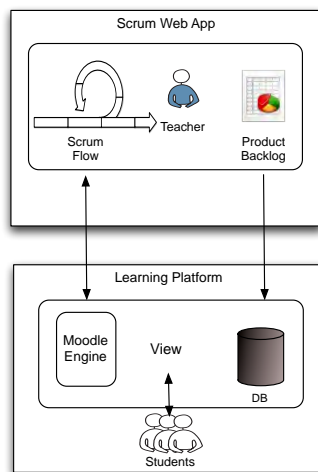 Scrum Web App
Teacher
Scrum
Flow
Product
Backlog
Learning Platform
Moodle
Engine
View
DB
Students